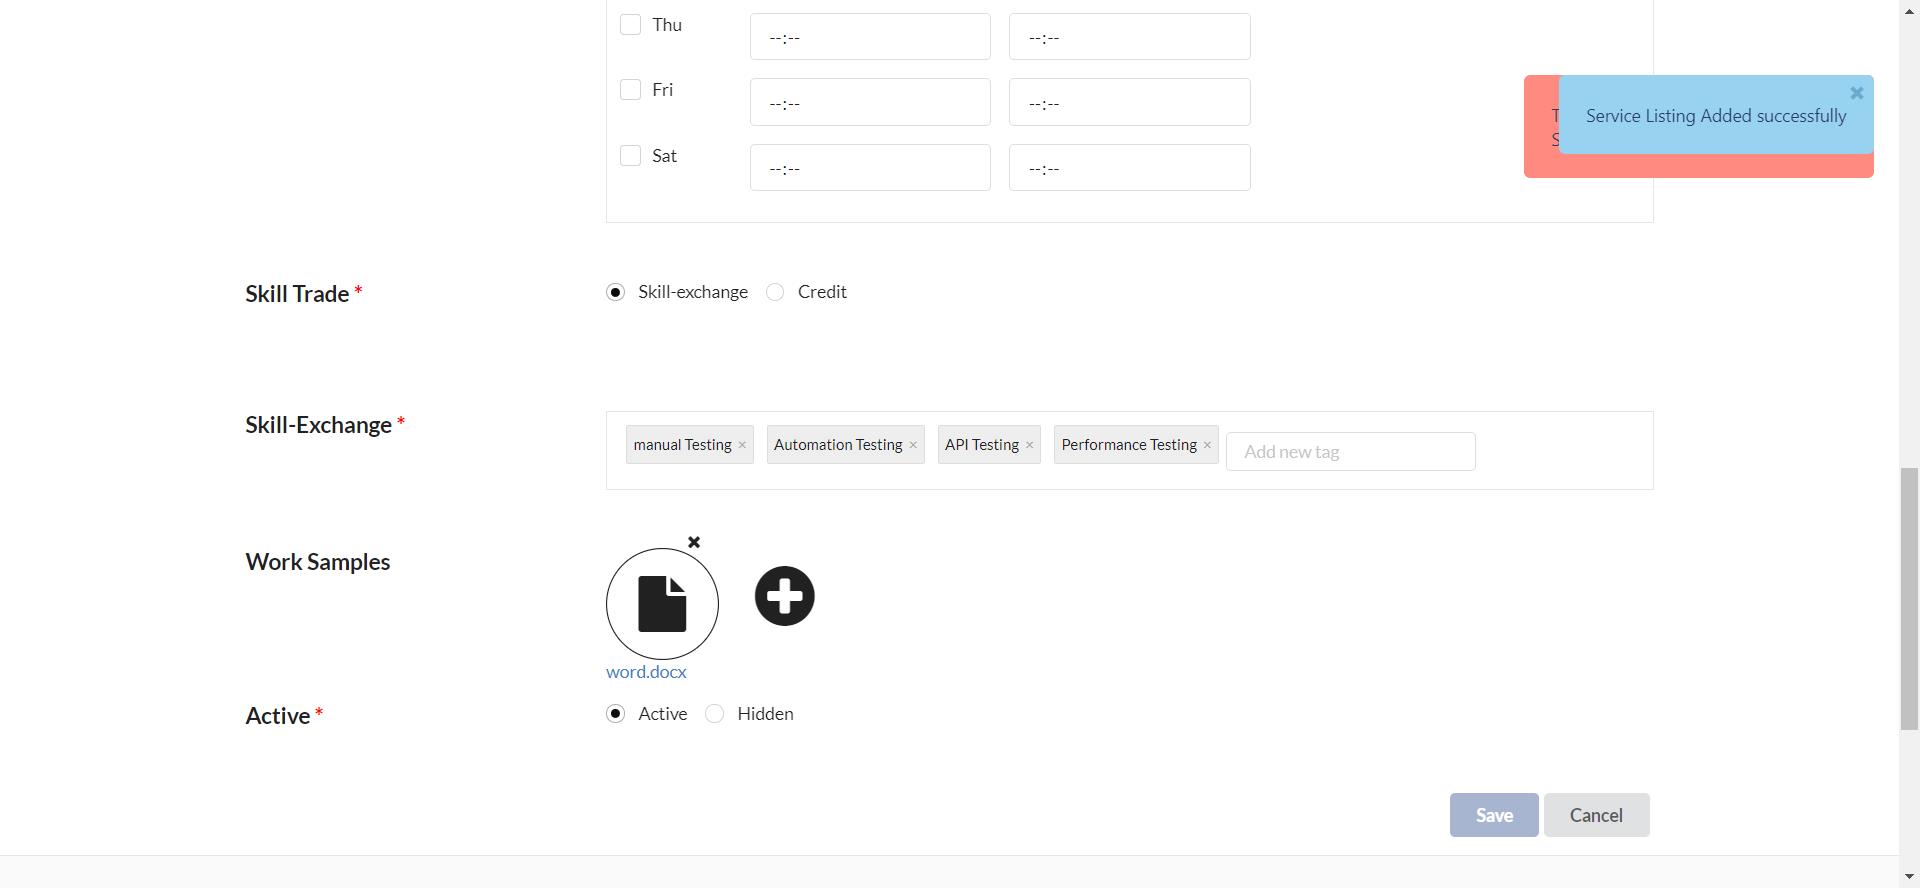 Thu --:-- --:--
Fri --:-- --:--
Sat --:-- --:--
Service Listing Added successfully
Skill Trade * Skill-exchange Credit
Skill-Exchange * manual Testing × Automation Testing × API Testing × Performance Testing × Add new tag
Work Samples
word.docx
Active * Active Hidden
Save Cancel